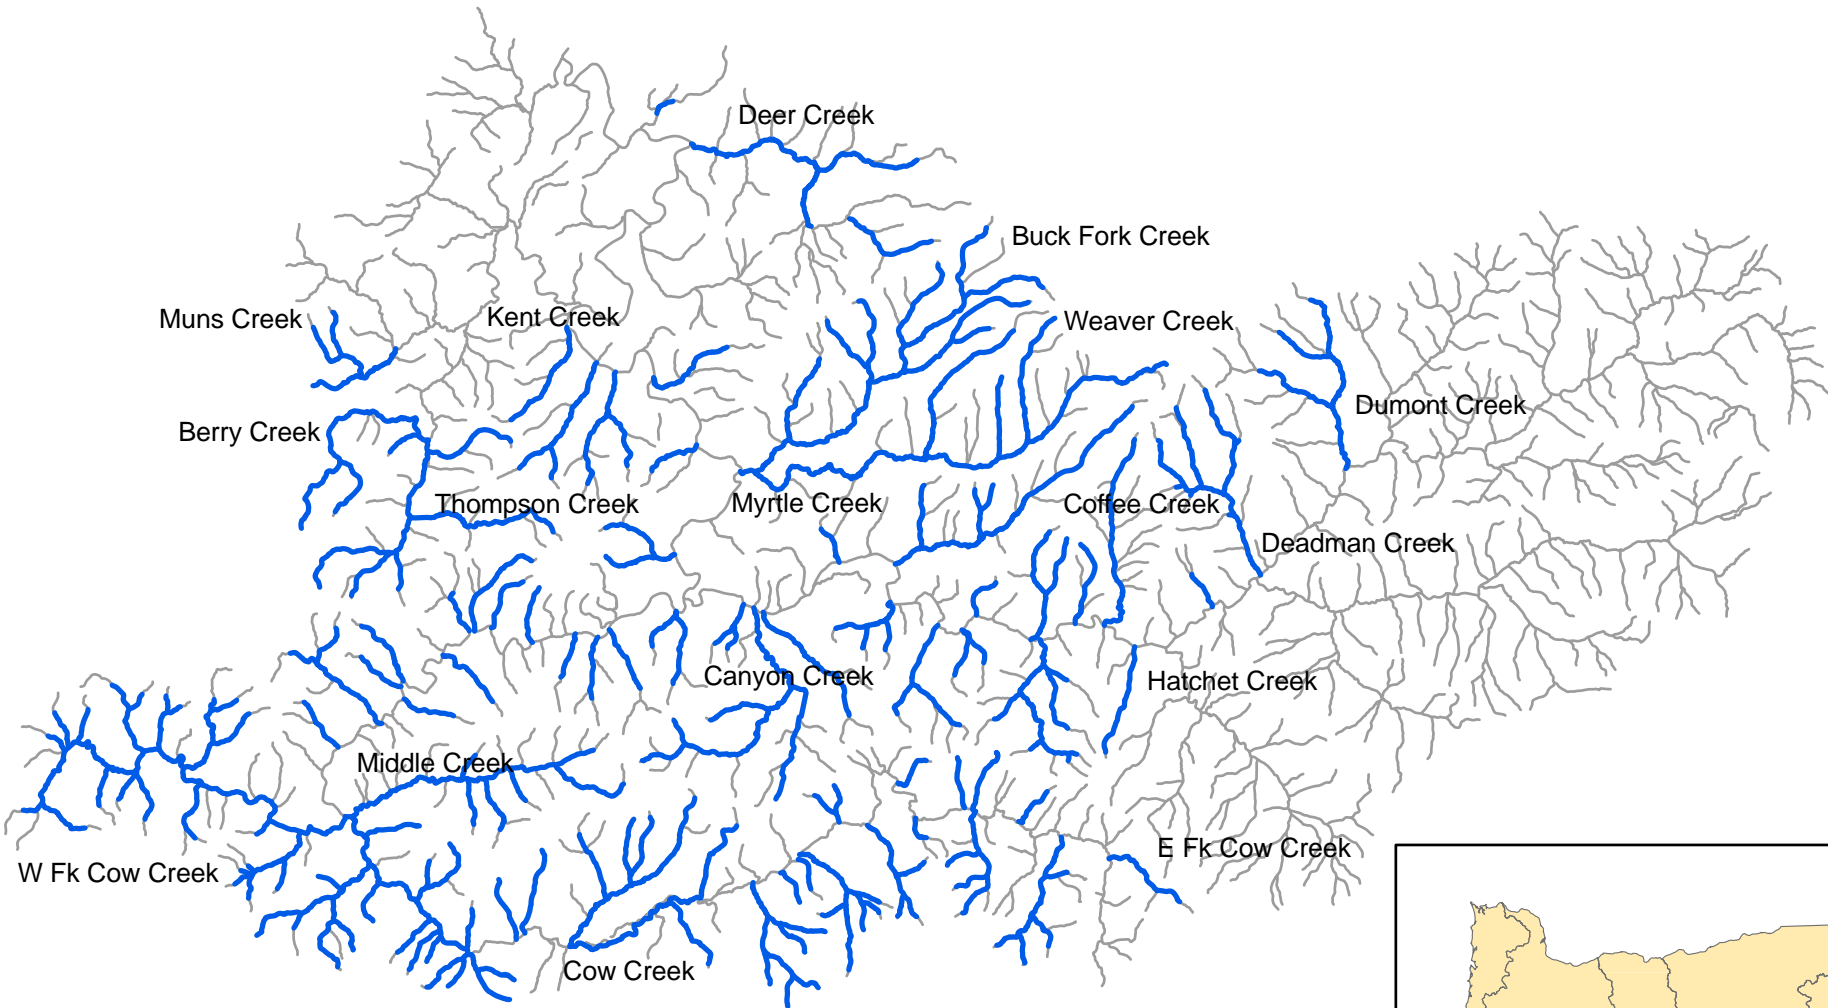 Deer Creek
Buck Fork Creek
Muns Creek
Kent Creek
Weaver Creek
Dumont Creek
Berry Creek
Thompson Creek
Myrtle Creek
Coffee Creek
Deadman Creek
Canyon Creek
Hatchet Creek
Middle Creek
E Fk Cow Creek
W Fk Cow Creek
Cow Creek